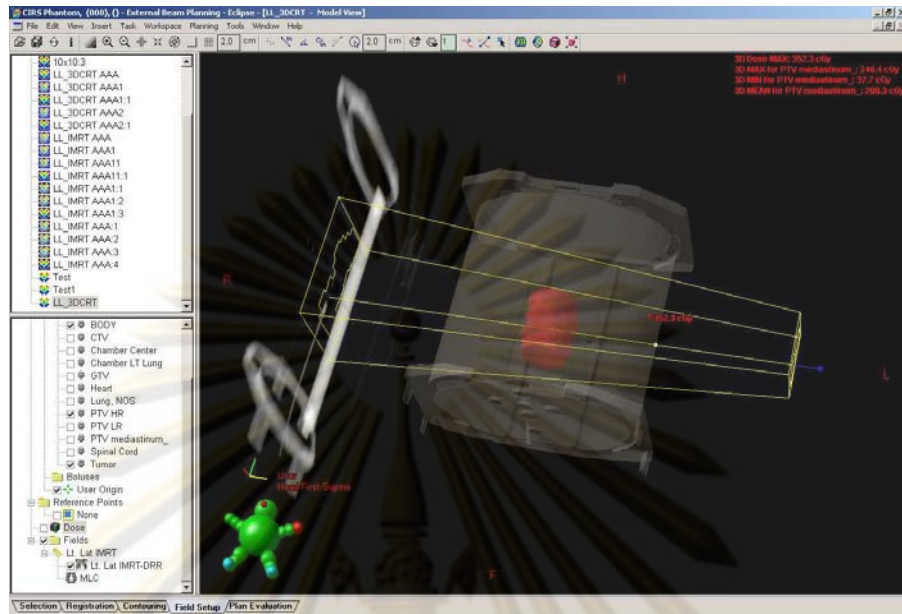 CIRS Phantom, (000), () - External Beam Planning - Eclipse - [LL_3DCRT - Model View]
File Edit View Insert Task Workspace Planning Tools Window Help
2.0 cm 2.0 cm 1
10x10:3
LL_3DCRT AAA
LL_3DCRT AAA1
LL_3DCRT AAA1:1
LL_3DCRT AAA2
LL_3DCRT AAA2:1
LL_IMRT AAA
LL_IMRT AAA1
LL_IMRT AAA11
LL_IMRT AAA11:1
LL_IMRT AAA1:1
LL_IMRT AAA1:2
LL_IMRT AAA1:3
LL_IMRT AAA:1
LL_IMRT AAA:2
LL_IMRT AAA:3
LL_IMRT AAA:4
Test
Test1
LL_3DCRT
BODY
CTV
Chamber Center
Chamber LT Lung
GTV
Heart
Lung, NOS
PTV HR
PTV LR
PTV mediastinum_
Spinal Cord
Tumor
Boluses
User Origin
Reference Points
None
Dose
Fields
Lt. Lat IMRT
Lt. Lat IMRT-DRR
MLC
3D Dose MAX: 352.3 cGy
3D MAX for PTV mediastinum_: 246.4 cGy
3D MIN for PTV mediastinum_: 37.7 cGy
3D MEAN for PTV mediastinum_: 208.2 cGy
H
R
352.3 cGy
L
Head First-Supine
F
Selection Registration Contouring Field Setup Plan Evaluation